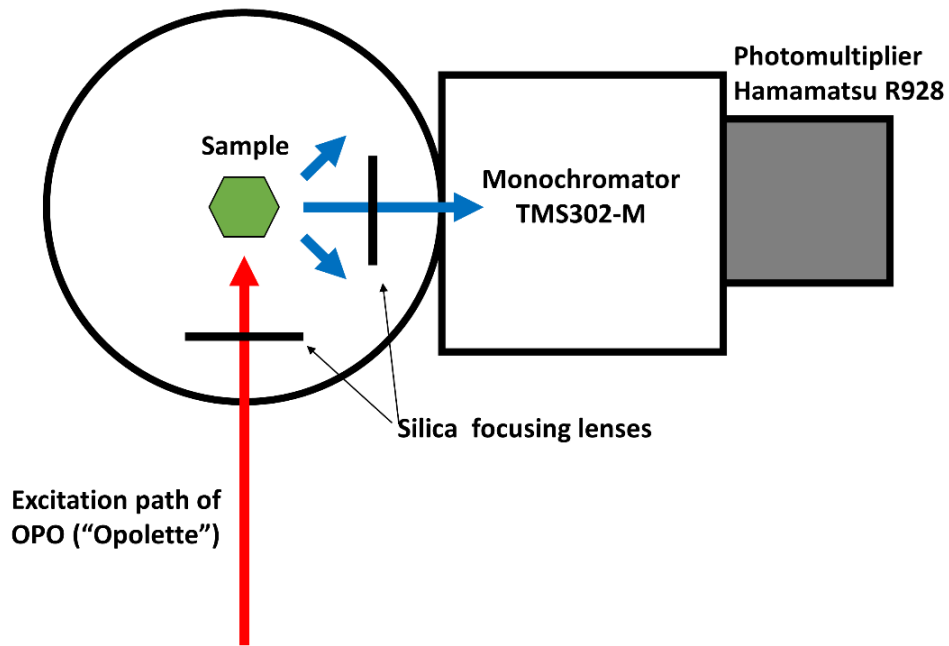 Photomultiplier
Hamamatsu R928
Sample
Monochromator
TMS302-M
Silica  focusing lenses
Excitation path of
OPO (“Opolette”)